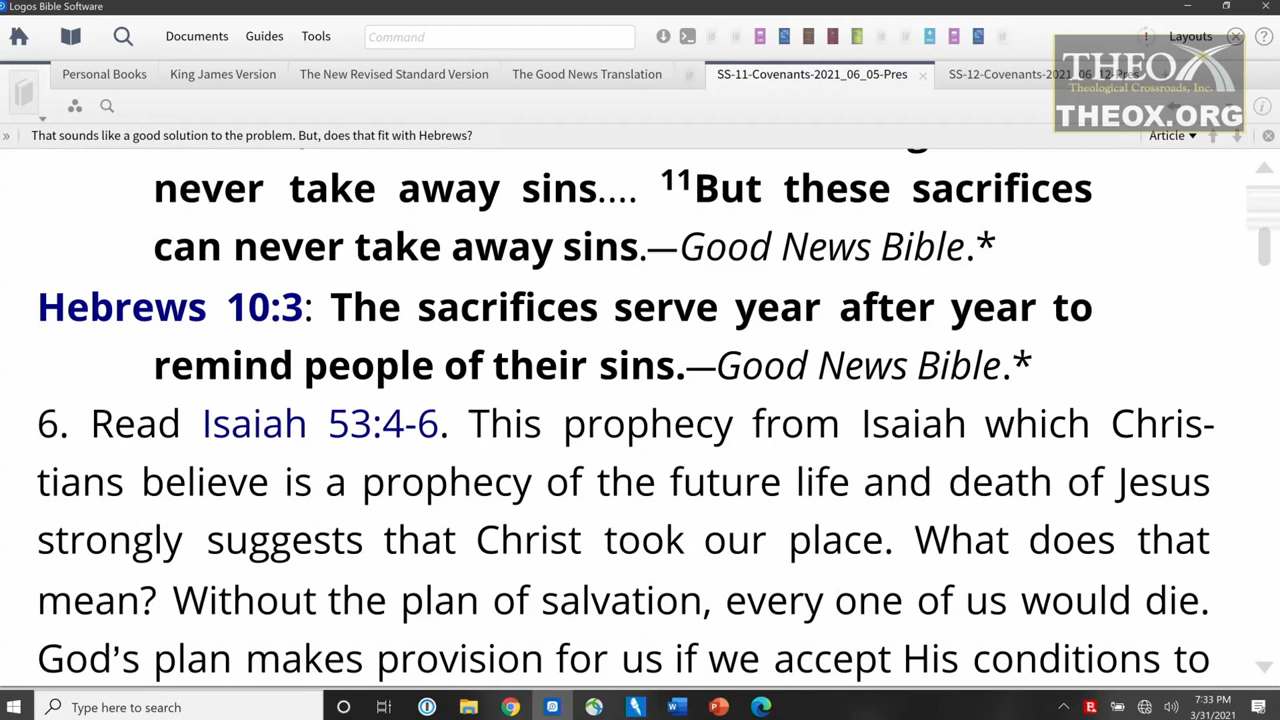 Logos Bible Software
Documents Guides Tools Command Layouts
Personal Books King James Version The New Revised Standard Version The Good News Translation SS-11-Covenants-2021_06_05-Pres SS-12-Covenants-2021_06_12-Pres
THEOX
Theological Crossroads, Inc.
THEOX.ORG
» That sounds like a good solution to the problem. But, does that fit with Hebrews? Article
never take away sins.... 11But these sacrifices
can never take away sins.—Good News Bible.*
Hebrews 10:3: The sacrifices serve year after year to
remind people of their sins.—Good News Bible.*
6. Read Isaiah 53:4-6. This prophecy from Isaiah which Chris-
tians believe is a prophecy of the future life and death of Jesus
strongly suggests that Christ took our place. What does that
mean? Without the plan of salvation, every one of us would die.
God's plan makes provision for us if we accept His conditions to
Type here to search
7:33 PM
3/31/2021